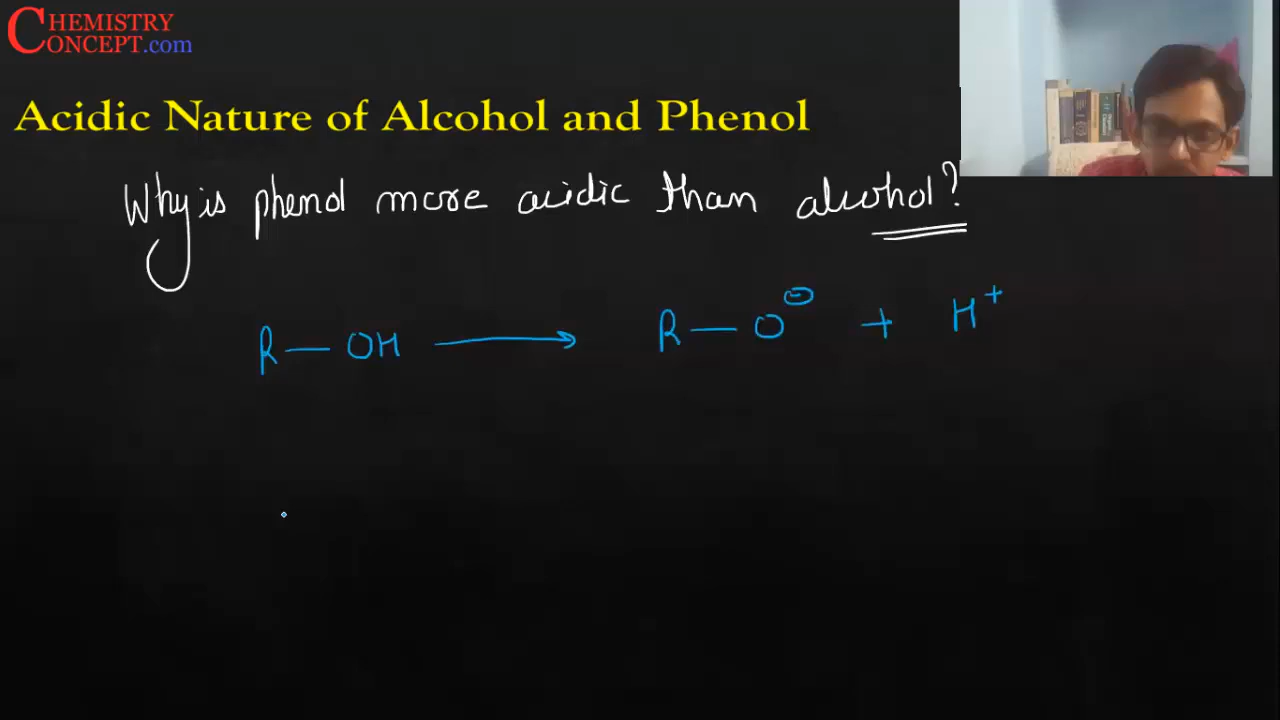 CHEMISTRY
CONCEPT.com
Acidic Nature of Alcohol and Phenol
Why is phenol more acidic than alcohol?
R — OH ⟶ R — O⊖ + H+